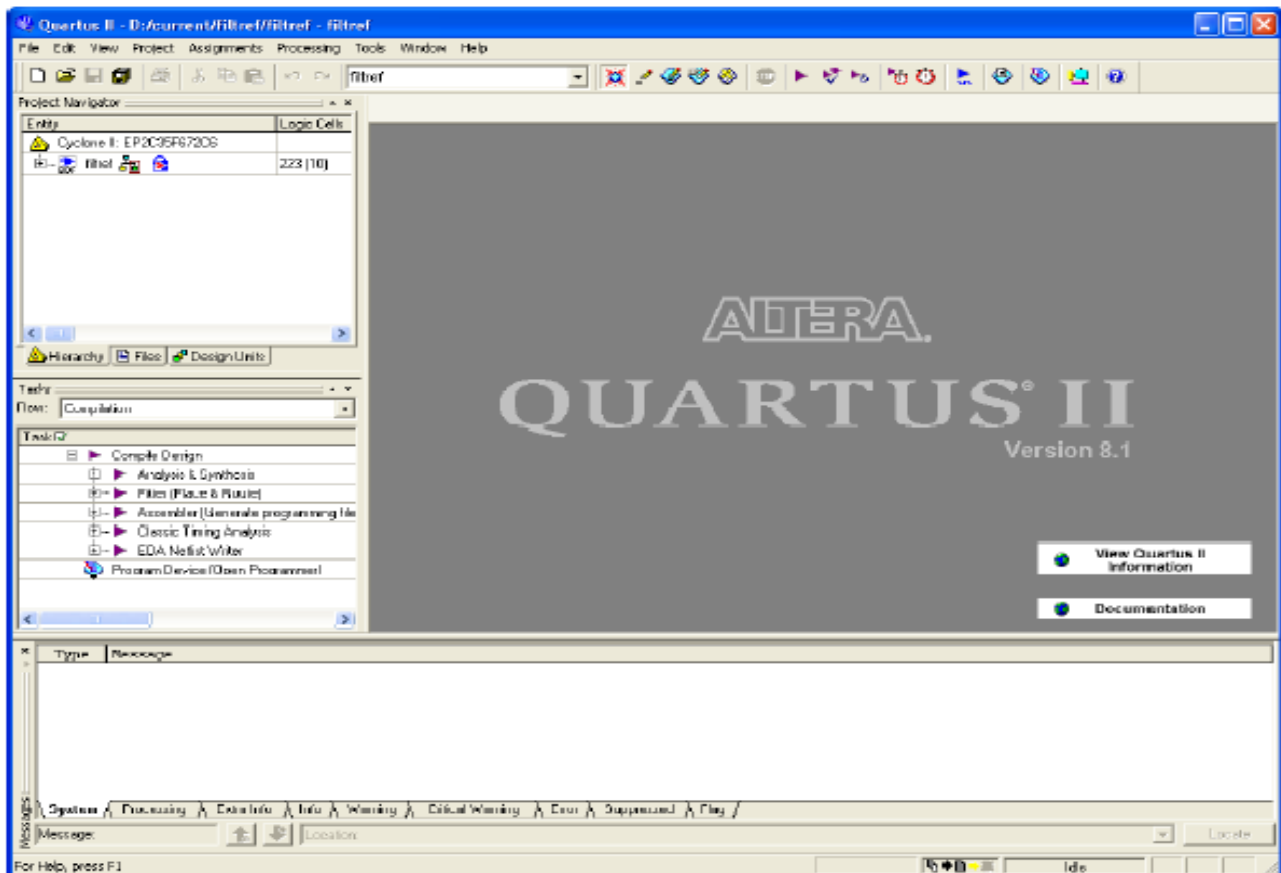 Quartus II - D:/current/filtref/filtref - filtref
File Edit View Project Assignments Processing Tools Window Help
filtref
Project Navigator
Entity Logic Cells
Cyclone II: EP2C35F672C6
filtref 223 (10)
Hierarchy Files Design Units
Tasks
Flow: Compilation
Task
Compile Design
Analysis & Synthesis
Fitter (Place & Route)
Assembler (Generate programming file
Classic Timing Analysis
EDA Netlist Writer
Program Device (Open Programmer)
ALTERA.
QUARTUS® II
Version 8.1
View Quartus II
Information
Documentation
Type Message
System Processing Extra Info Info Warning Critical Warning Error Suppressed Flag
Messages
Message: Location: Locate
For Help, press F1 Idle